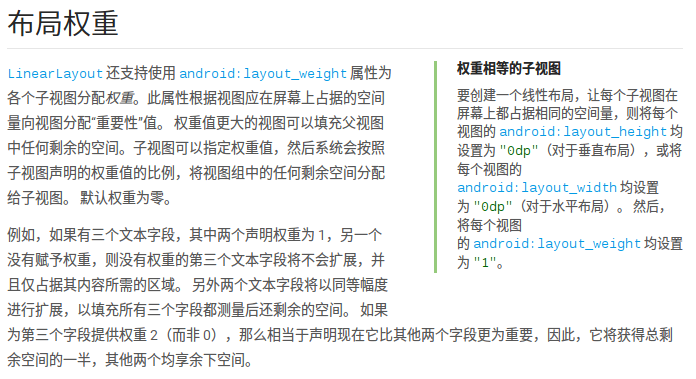 布局权重
LinearLayout 还支持使用 android:layout_weight 属性为
各个子视图分配权重。此属性根据视图应在屏幕上占据的空间
量向视图分配“重要性”值。 权重值更大的视图可以填充父视图
中任何剩余的空间。子视图可以指定权重值，然后系统会按照
子视图声明的权重值的比例，将视图组中的任何剩余空间分配
给子视图。 默认权重为零。
例如，如果有三个文本字段，其中两个声明权重为 1，另一个
没有赋予权重，则没有权重的第三个文本字段将不会扩展，并
且仅占据其内容所需的区域。 另外两个文本字段将以同等幅度
进行扩展，以填充所有三个字段都测量后还剩余的空间。 如果
为第三个字段提供权重 2（而非 0），那么相当于声明现在它比其他两个字段更为重要，因此，它将获得总剩
余空间的一半，其他两个均享余下空间。
权重相等的子视图
要创建一个线性布局，让每个子视图在
屏幕上都占据相同的空间量，则将每个
视图的 android:layout_height 均
设置为 "0dp"（对于垂直布局），或将
每个视图的
android:layout_width 均设置
为 "0dp"（对于水平布局）。 然后，
将每个视图
的 android:layout_weight 均设置
为 "1"。